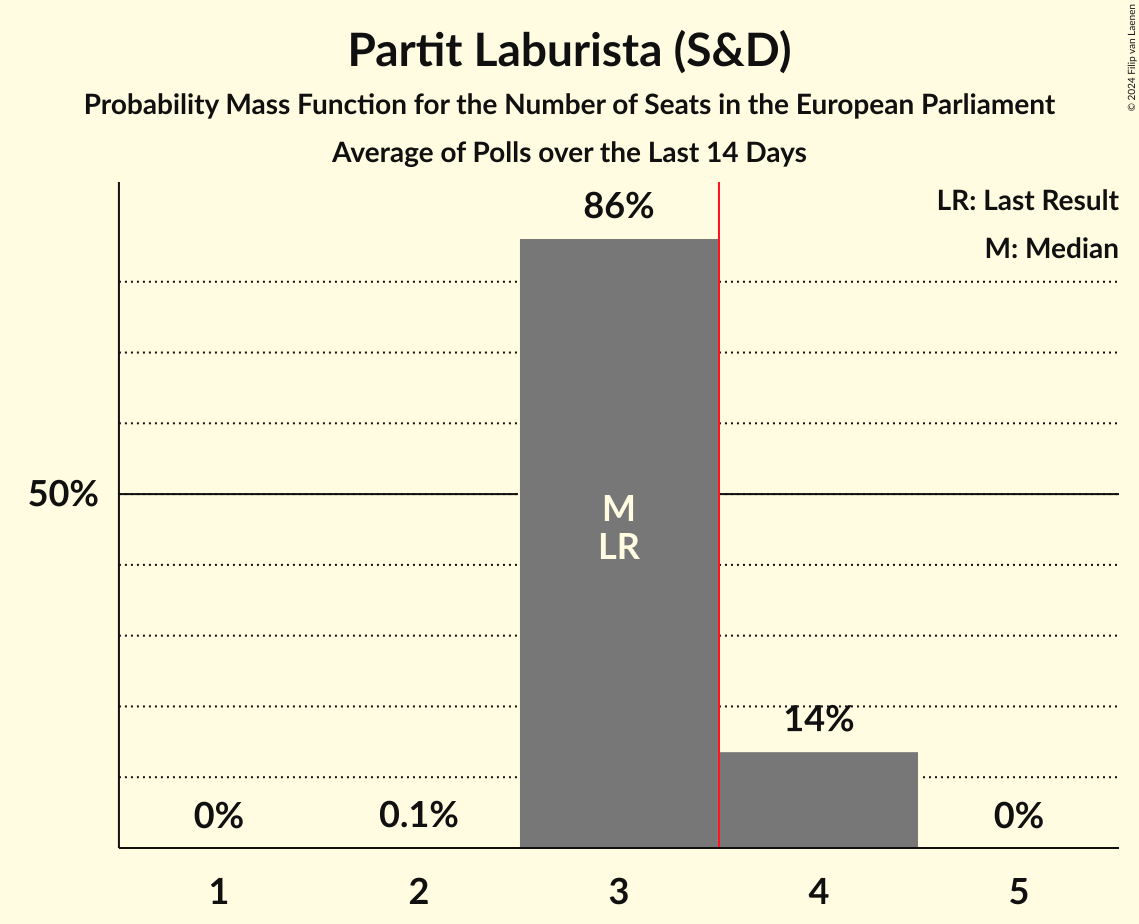 Partit Laburista (S&D)
Probability Mass Function for the Number of Seats in the European Parliament
Average of Polls over the Last 14 Days
© 2024 Filip van Laenen
LR: Last Result
M: Median
86%
50%
M
LR
14%
0%
0.1%
0%
1
2
3
4
5